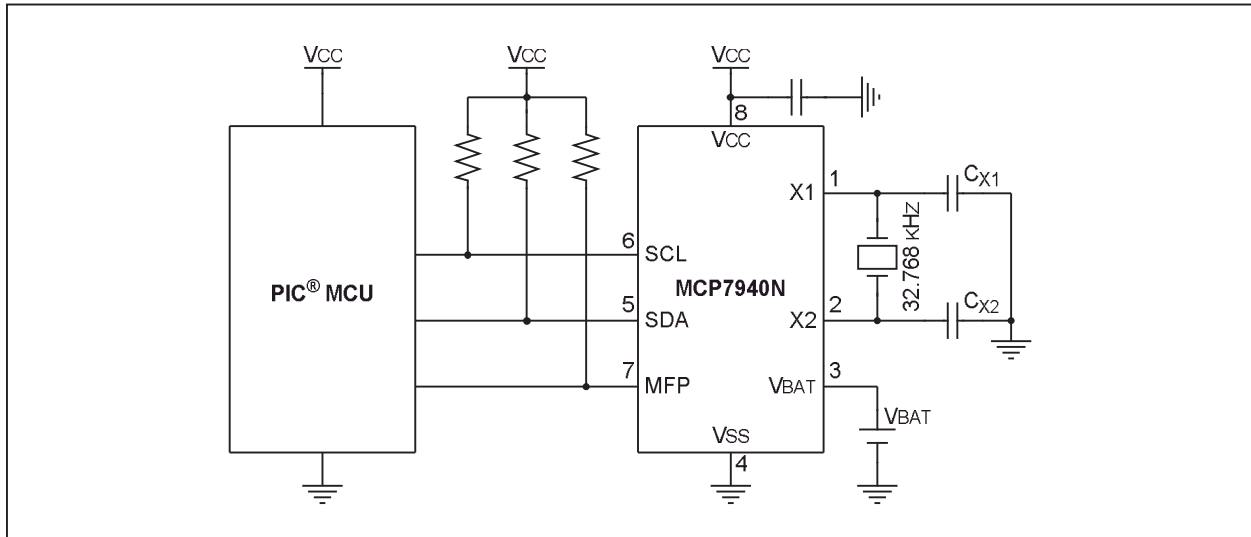 VCC
VCC
VCC
8
VCC
X1
1
CX1
32.768 KHZ
6
SCL
PIC® MCU
MCP7940N
5
SDA
X2
2
CX2
7
MFP
VBAT
3
VBAT
VSS
4